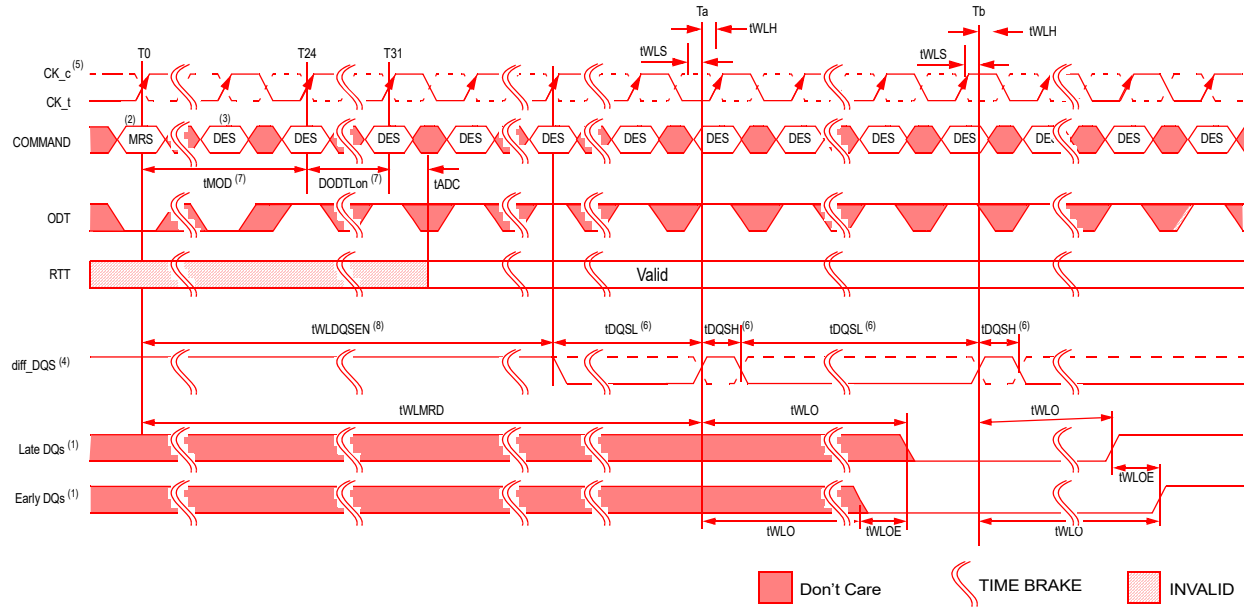 Ta Tb
tWLH tWLH
tWLS tWLS
T0 T24 T31
CK_c (5)
CK_t
COMMAND (2) MRS (3) DES DES DES DES DES DES DES DES DES DES DE DES DES
tMOD (7) DODTLon (7) tADC
ODT
RTT Valid
tWLDQSEN (8) tDQSL (6) tDQSH (6) tDQSL (6) tDQSH (6)
diff_DQS (4)
tWLMRD tWLO tWLO
Late DQs (1)
tWLOE
Early DQs (1)
tWLO tWLOE tWLO
Don't Care TIME BRAKE INVALID